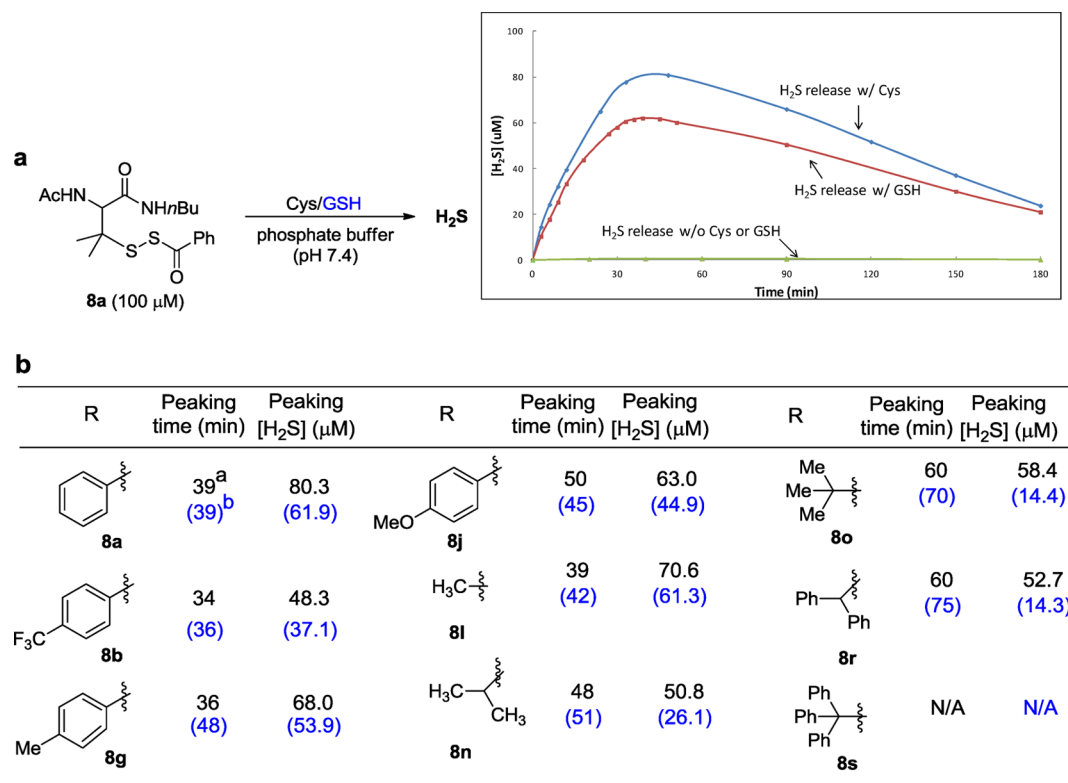 a
AcHN
O
NHnBu
S
S
Ph
O
8a (100 μM)
Cys/GSH
phosphate buffer
(pH 7.4)
H2S
[H2S] (uM)
100
80
60
40
20
0
0 30 60 90 120 150 180
Time (min)
H2S release w/ Cys
H2S release w/ GSH
H2S release w/o Cys or GSH
b
R Peaking time (min) Peaking [H2S] (μM) R Peaking time (min) Peaking [H2S] (μM) R Peaking time (min) Peaking [H2S] (μM)
8a 39a 80.3
(39)b (61.9)
F3C
8b 34 48.3
(36) (37.1)
Me
8g 36 68.0
(48) (53.9)
MeO
8j 50 63.0
(45) (44.9)
H3C
8l 39 70.6
(42) (61.3)
H3C
CH3
8n 48 50.8
(51) (26.1)
Me
Me
Me
8o 60 58.4
(70) (14.4)
Ph
Ph
8r 60 52.7
(75) (14.3)
Ph
Ph
Ph
8s N/A N/A